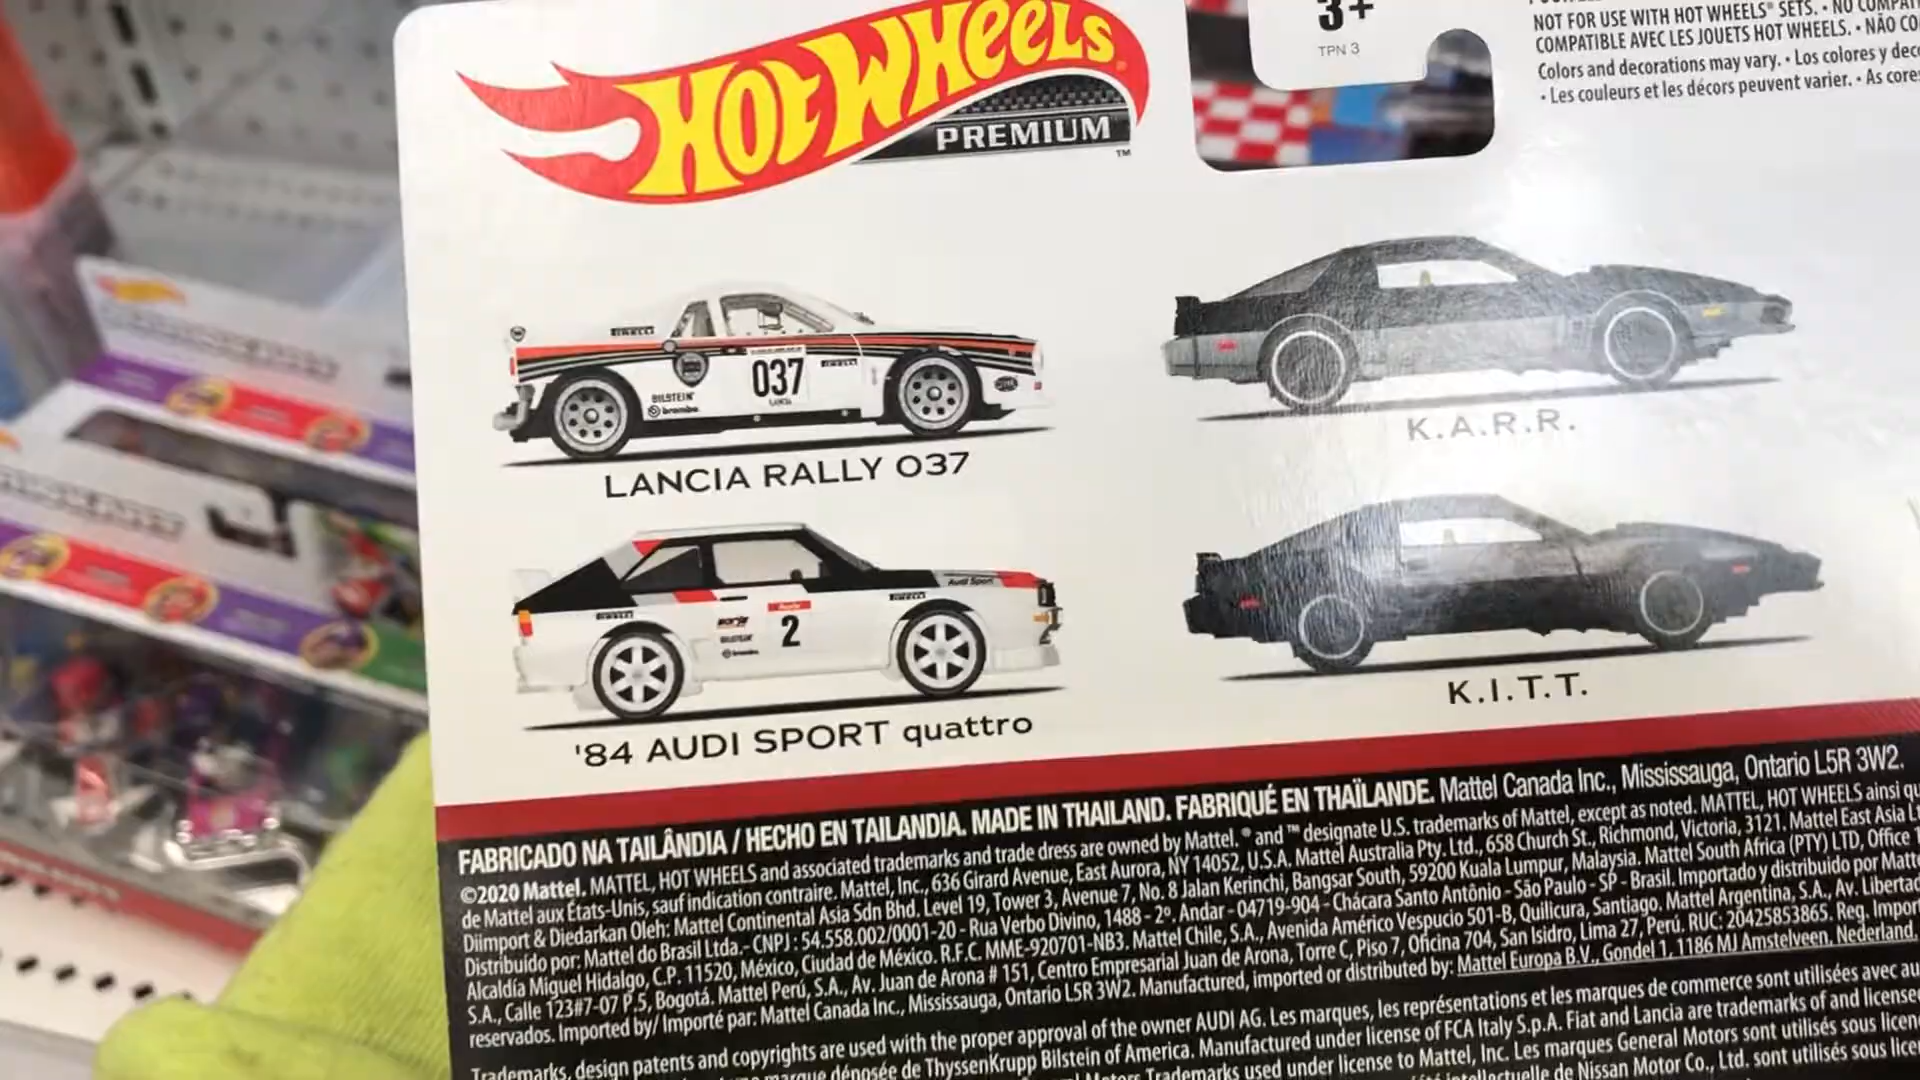 HOT WHEELS
PREMIUM
™
3+
TPN 3
NOT FOR USE WITH HOT WHEELS® SETS. • NO
COMPATIBLE AVEC LES JOUETS HOT WHEELS. • NÃO
Colors and decorations may vary. • Los colores y
• Les couleurs et les décors peuvent varier. • As
PIRELLI
037
LANCIA
BILSTEIN
brembo
LANCIA RALLY 037
K.A.R.R.
Audi Sport
PIRELLI
2
BILSTEIN
brembo
'84 AUDI SPORT quattro
K.I.T.T.
FABRICADO NA TAILÂNDIA / HECHO EN TAILANDIA. MADE IN THAILAND. FABRIQUÉ EN THAÏLANDE. Mattel Canada Inc., Mississauga, Ontario L5R 3W2.
©2020 Mattel. MATTEL, HOT WHEELS and associated trademarks and trade dress are owned by Mattel. ® and ™ designate U.S. trademarks of Mattel, except as noted. MATTEL, HOT WHEELS ainsi
de Mattel aux États-Unis, sauf indication contraire. Mattel, Inc., 636 Girard Avenue, East Aurora, NY 14052, U.S.A. Mattel Australia Pty. Ltd., 658 Church St., Richmond, Victoria, 3121. Mattel East Asia
Diimport & Diedarkan Oleh: Mattel Continental Asia Sdn Bhd. Level 19, Tower 3, Avenue 7, No. 8 Jalan Kerinchi, Bangsar South, 59200 Kuala Lumpur, Malaysia. Mattel South Africa (PTY) LTD, Office
Distribuído por: Mattel do Brasil Ltda.- CNPJ : 54.558.002/0001-20 - Rua Verbo Divino, 1488 - 2º. Andar - 04719-904 - Chácara Santo Antônio - São Paulo - SP - Brasil. Importado y distribuido por
Alcaldía Miguel Hidalgo, C.P. 11520, México, Ciudad de México. R.F.C. MME-920701-NB3. Mattel Chile, S.A., Avenida Américo Vespucio 501-B, Quilicura, Santiago. Mattel Argentina, S.A., Av.
S.A., Calle 123#7-07 P.5, Bogotá. Mattel Perú, S.A., Av. Juan de Arona # 151, Centro Empresarial Juan de Arona, Torre C, Piso 7, Oficina 704, San Isidro, Lima 27, Perú. RUC: 20425853865. Reg.
reservados. Imported by/ Importé par: Mattel Canada Inc., Mississauga, Ontario L5R 3W2. Manufactured, imported or distributed by: Mattel Europa B.V., Gondel 1, 1186 MJ Amstelveen, Nederland.
Trademarks, design patents and copyrights are used with the proper approval of the owner AUDI AG. Les marques, les représentations et les marques de commerce sont utilisées avec
marque déposée de ThyssenKrupp Bilstein of America. Manufactured under license of FCA Italy S.p.A. Fiat and Lancia are trademarks of and
Motors Trademarks used under license to Mattel, Inc. Les marques General Motors sont utilisées sous
intellectuelle de Nissan Motor Co., Ltd. sont utilisées sous